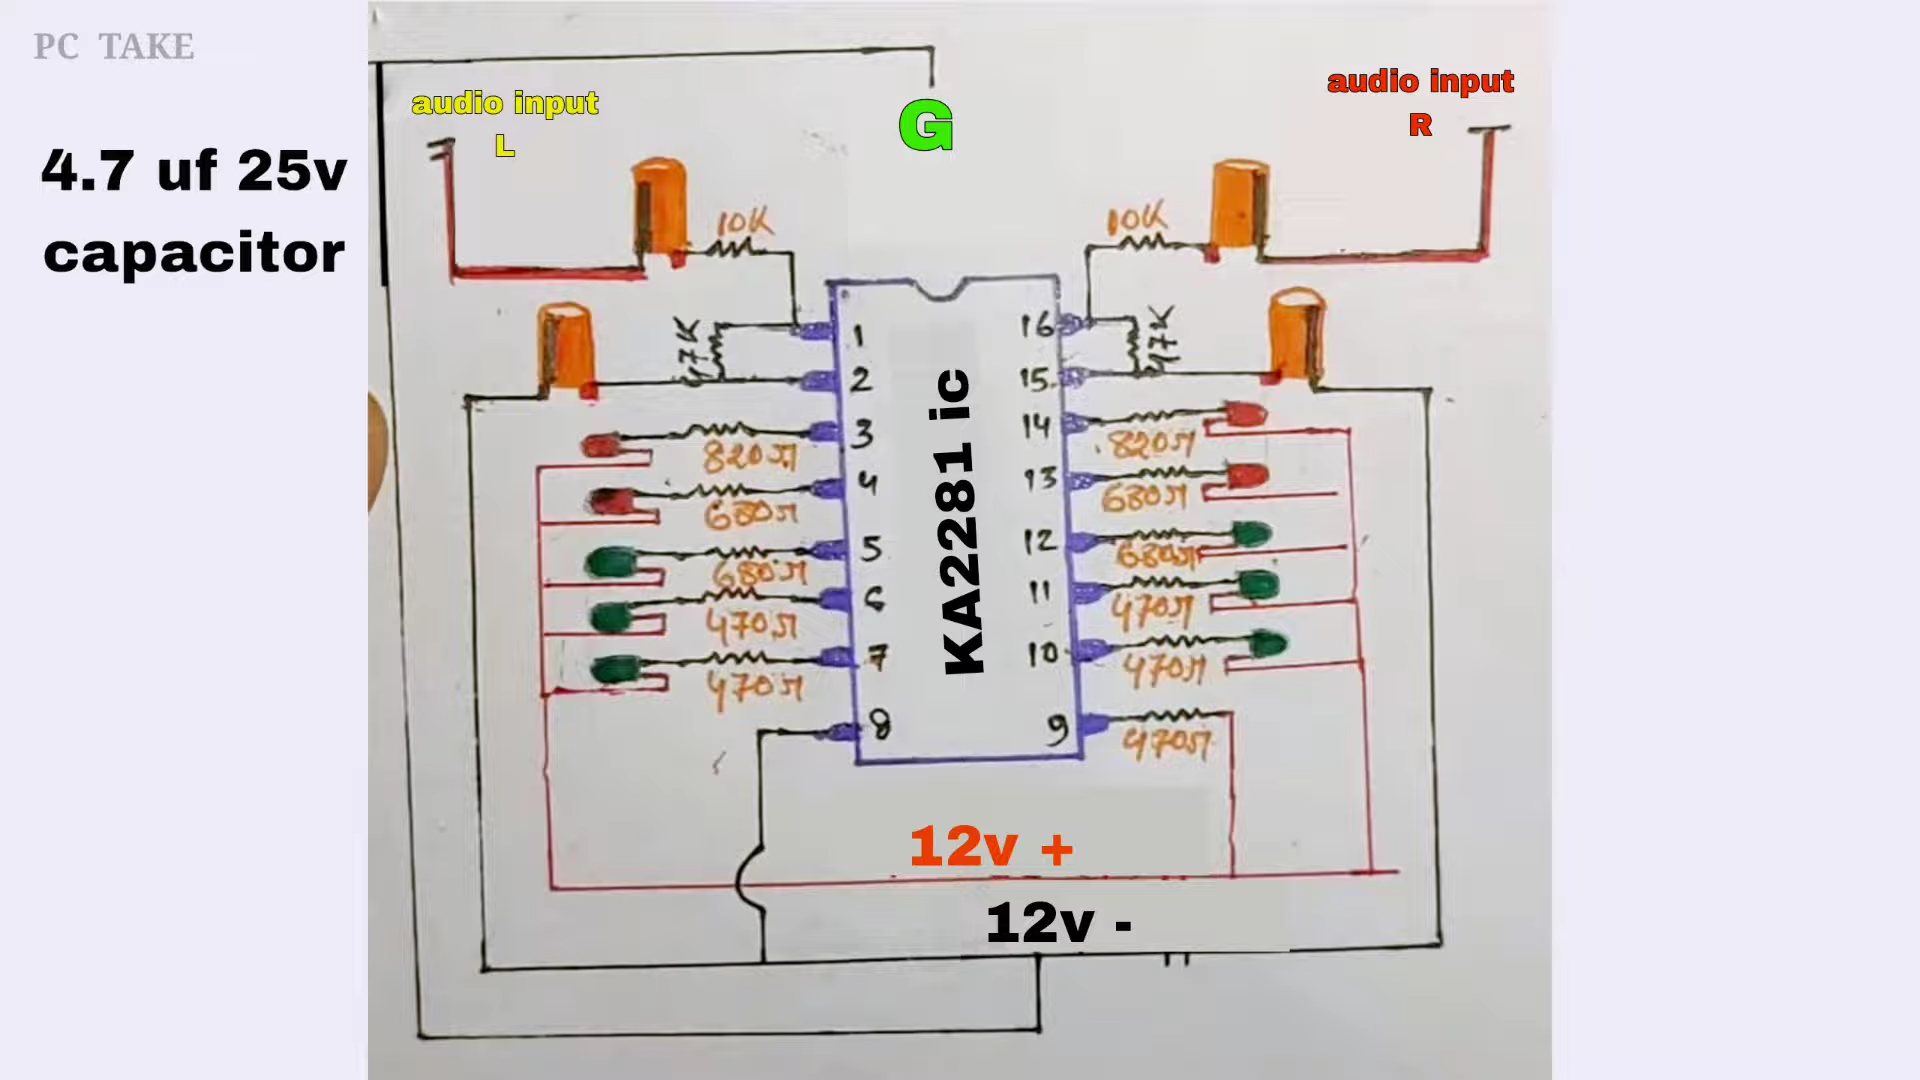 PC TAKE
4.7 uf 25v
capacitor
audio input
L
G
audio input
R
10K
10K
47K
47K
1
2
3
4
5
6
7
8
16
15
14
13
12
11
10
9
KA2281 ic
820Ω
680Ω
680Ω
470Ω
470Ω
820Ω
680Ω
680Ω
470Ω
470Ω
470Ω
12v +
12v -